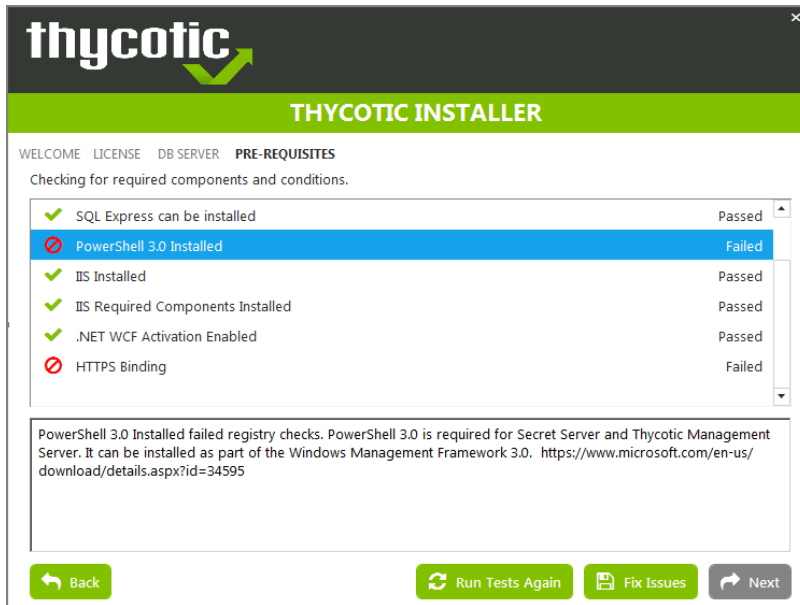 thycotic
THYCOTIC INSTALLER
WELCOME LICENSE DB SERVER PRE-REQUISITES
Checking for required components and conditions.
SQL Express can be installed Passed
PowerShell 3.0 Installed Failed
IIS Installed Passed
IIS Required Components Installed Passed
.NET WCF Activation Enabled Passed
HTTPS Binding Failed
PowerShell 3.0 Installed failed registry checks. PowerShell 3.0 is required for Secret Server and Thycotic Management
Server. It can be installed as part of the Windows Management Framework 3.0. https://www.microsoft.com/en-us/
download/details.aspx?id=34595
Back Run Tests Again Fix Issues Next